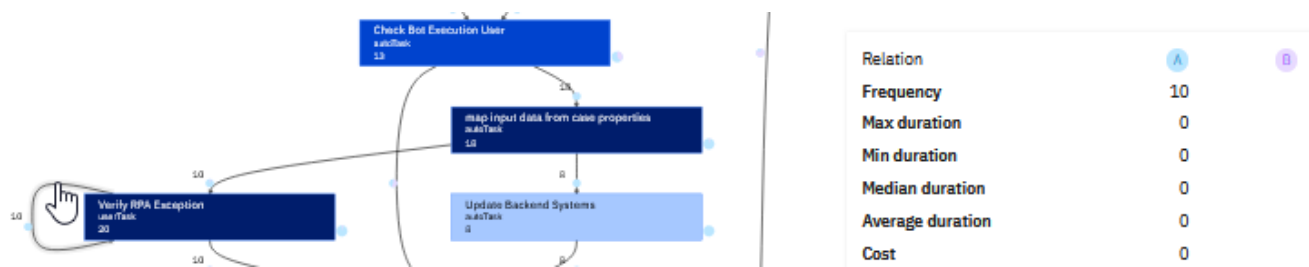 Check Bot Execution User
autoTask
13
18
map input data from case properties
autoTask
18
10
8
Verify RPA Exception
userTask
20
10
Update Backend Systems
autoTask
8
10
8
Relation A B
Frequency 10
Max duration 0
Min duration 0
Median duration 0
Average duration 0
Cost 0